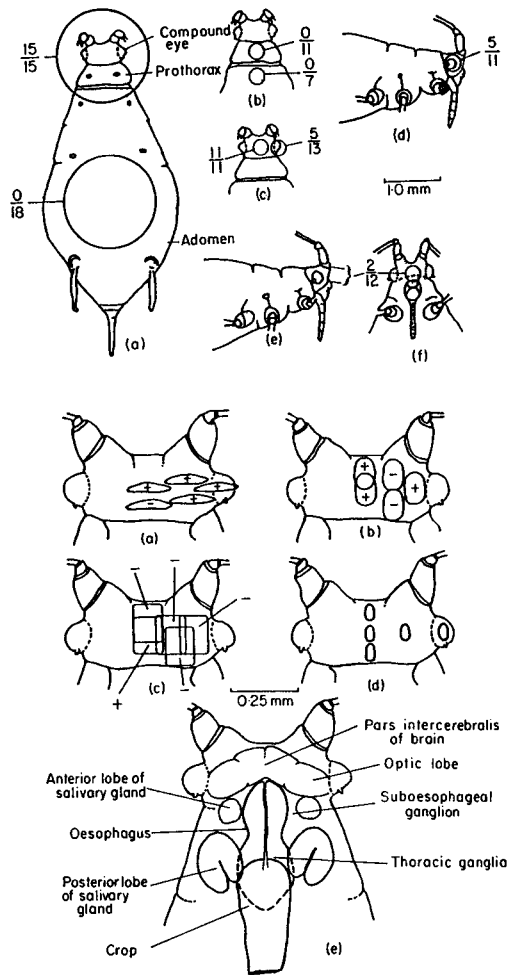 15/15
Compound
eye
Prothorax
0/18
Adomen
(a)
0/11
0/7
(b)
11/11
5/13
(c)
5/11
(d)
1·0 mm
(e)
2/12
(f)
+ + + - +
(a)
+ + - - +
(b)
- - -
+ -
(c)
(d)
0·25 mm
Pars intercerebralis
of brain
Optic lobe
Anterior lobe of
salivary gland
Suboesophageal
ganglion
Oesophagus
Thoracic ganglia
Posterior lobe
of salivary
gland
Crop
(e)